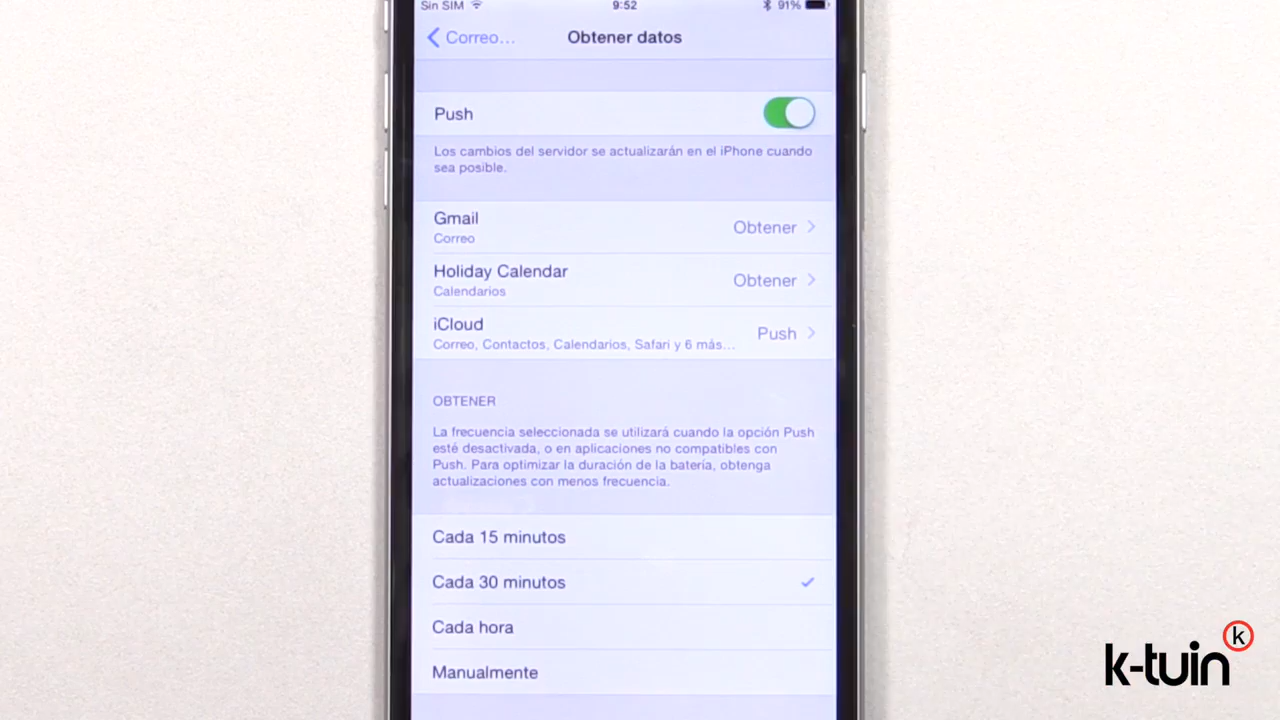 Sin SIM 9:52 91%
Correo... Obtener datos
Push
Los cambios del servidor se actualizarán en el iPhone cuando
sea posible.
Gmail
Correo
Obtener
Holiday Calendar
Calendarios
Obtener
iCloud
Correo, Contactos, Calendarios, Safari y 6 más...
Push
OBTENER
La frecuencia seleccionada se utilizará cuando la opción Push
esté desactivada, o en aplicaciones no compatibles con
Push. Para optimizar la duración de la batería, obtenga
actualizaciones con menos frecuencia.
Cada 15 minutos
Cada 30 minutos
Cada hora
Manualmente
k
k-tuin